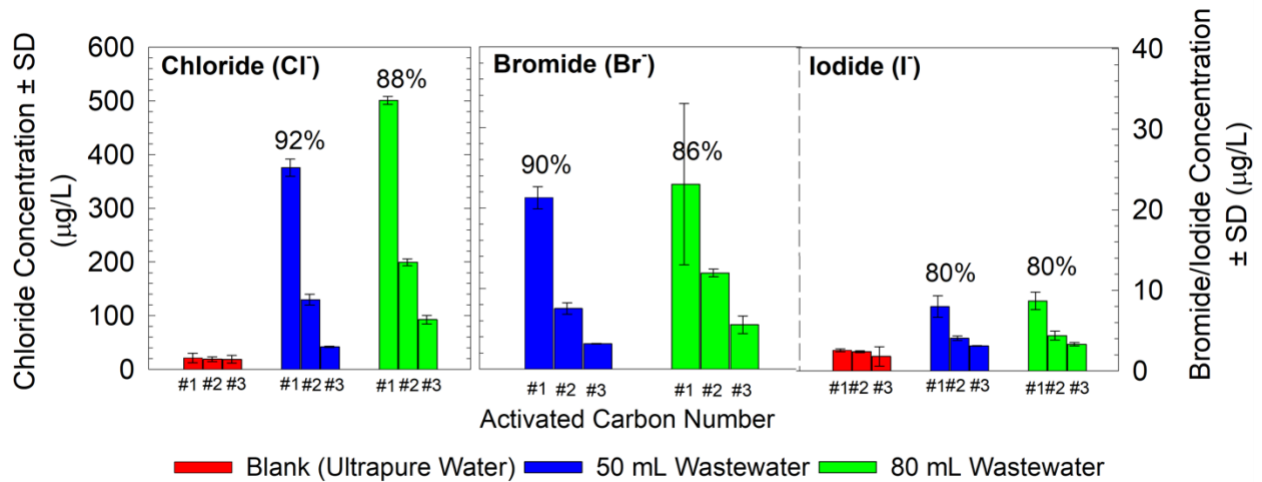 Chloride Concentration ± SD
(µg/L)
600
500
400
300
200
100
0
Chloride (Cl⁻)
92%
88%
#1 #2 #3
#1 #2 #3
#1 #2 #3
Bromide (Br⁻)
90%
86%
#1 #2 #3
#1 #2 #3
Iodide (I⁻)
80%
80%
#1#2 #3
#1#2 #3
#1#2 #3
40
30
20
10
0
Bromide/Iodide Concentration
± SD (µg/L)
Activated Carbon Number
Blank (Ultrapure Water)
50 mL Wastewater
80 mL Wastewater